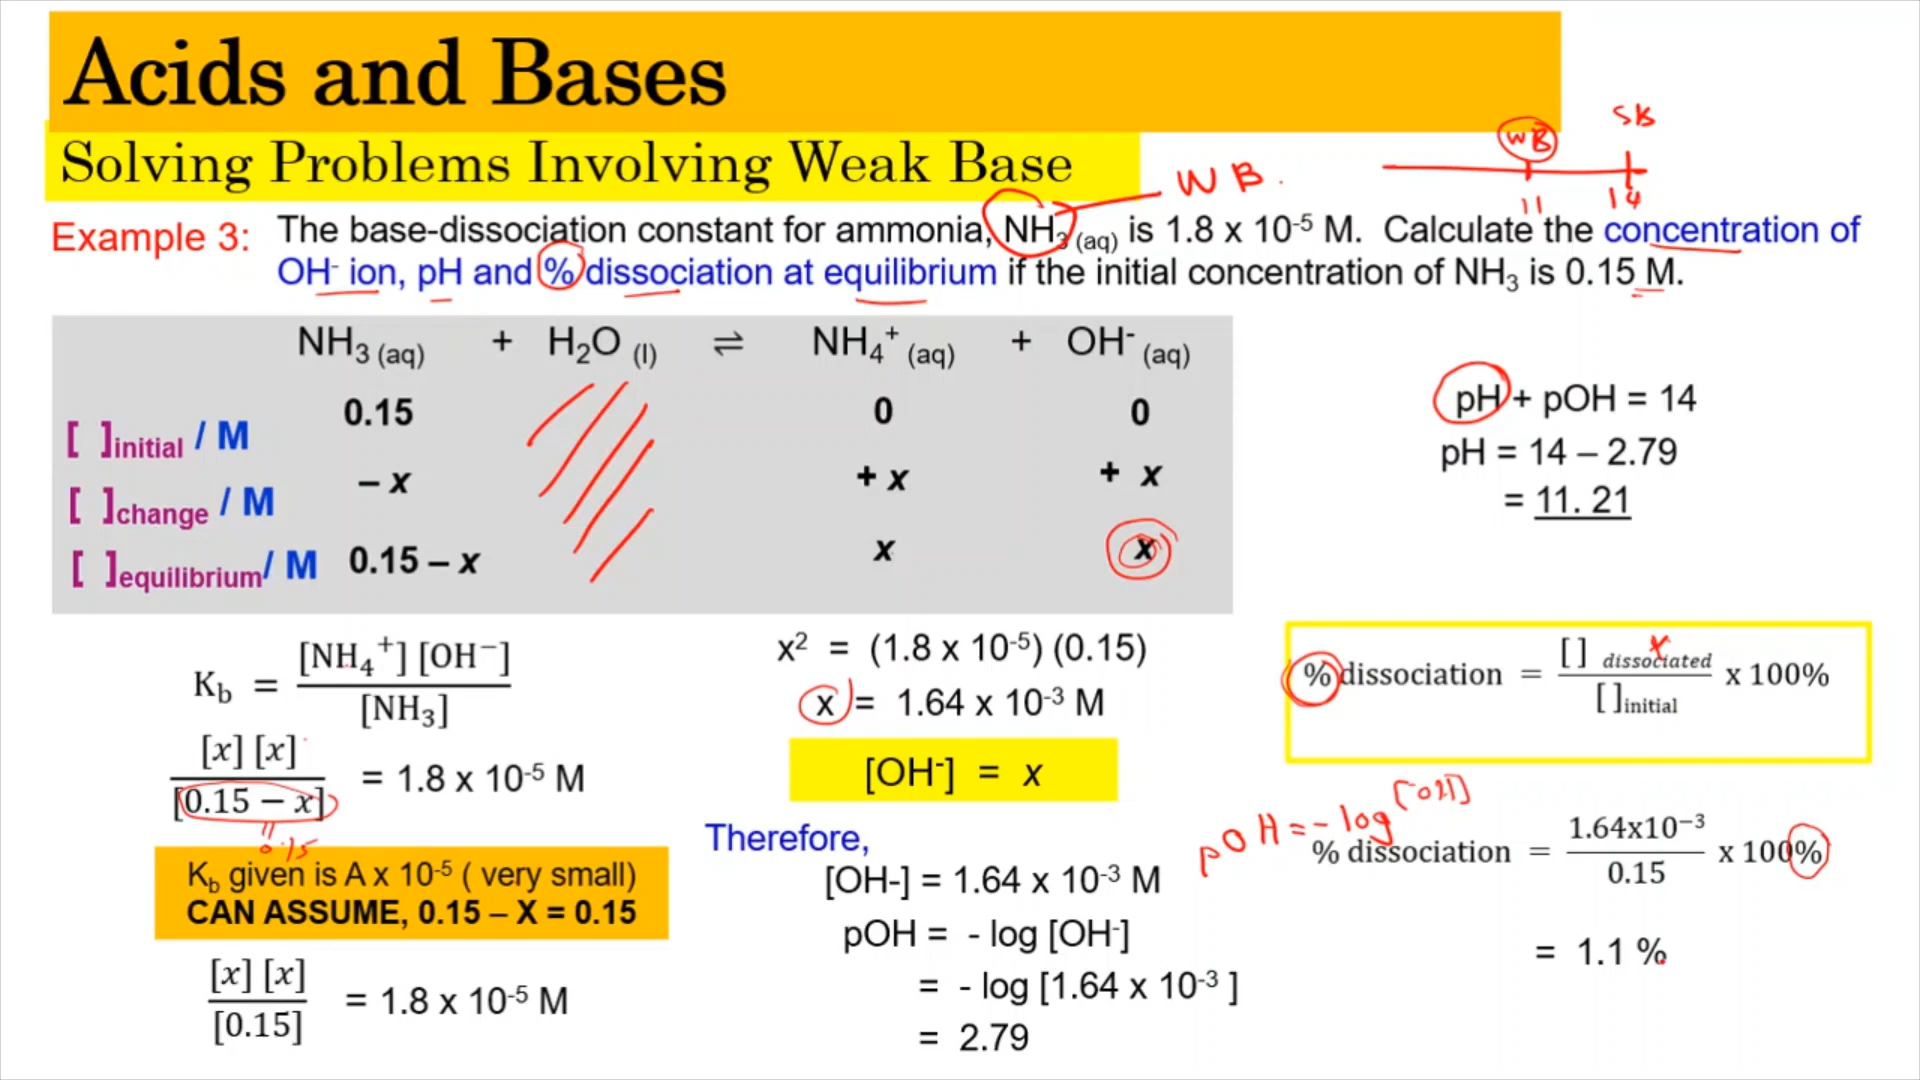 Acids and Bases
Solving Problems Involving Weak Base
WB
SB
11
14
W B.
Example 3: The base-dissociation constant for ammonia, NH₃ (aq) is 1.8 x 10⁻⁵ M. Calculate the concentration of
OH⁻ ion, pH and % dissociation at equilibrium if the initial concentration of NH₃ is 0.15 M.
NH₃ (aq) + H₂O (l) ⇌ NH₄⁺ (aq) + OH⁻ (aq)
[ ]initial / M 0.15 0 0
[ ]change / M – x + x + x
[ ]equilibrium/ M 0.15 – x x x
Kb = [NH₄⁺] [OH⁻] / [NH₃]
[x] [x] / [0.15 – x] = 1.8 x 10⁻⁵ M
0.15
Kb given is A x 10⁻⁵ ( very small)
CAN ASSUME, 0.15 – X = 0.15
[x] [x] / [0.15] = 1.8 x 10⁻⁵ M
x² = (1.8 x 10⁻⁵) (0.15)
x = 1.64 x 10⁻³ M
[OH⁻] = x
Therefore,
[OH-] = 1.64 x 10⁻³ M
pOH = - log [OH⁻]
= - log [1.64 x 10⁻³ ]
= 2.79
pH + pOH = 14
pH = 14 – 2.79
= 11. 21
x
% dissociation = [ ] dissociated / [ ]initial x 100%
pOH = - log [OH]
% dissociation = 1.64x10⁻³ / 0.15 x 100%
= 1.1 %